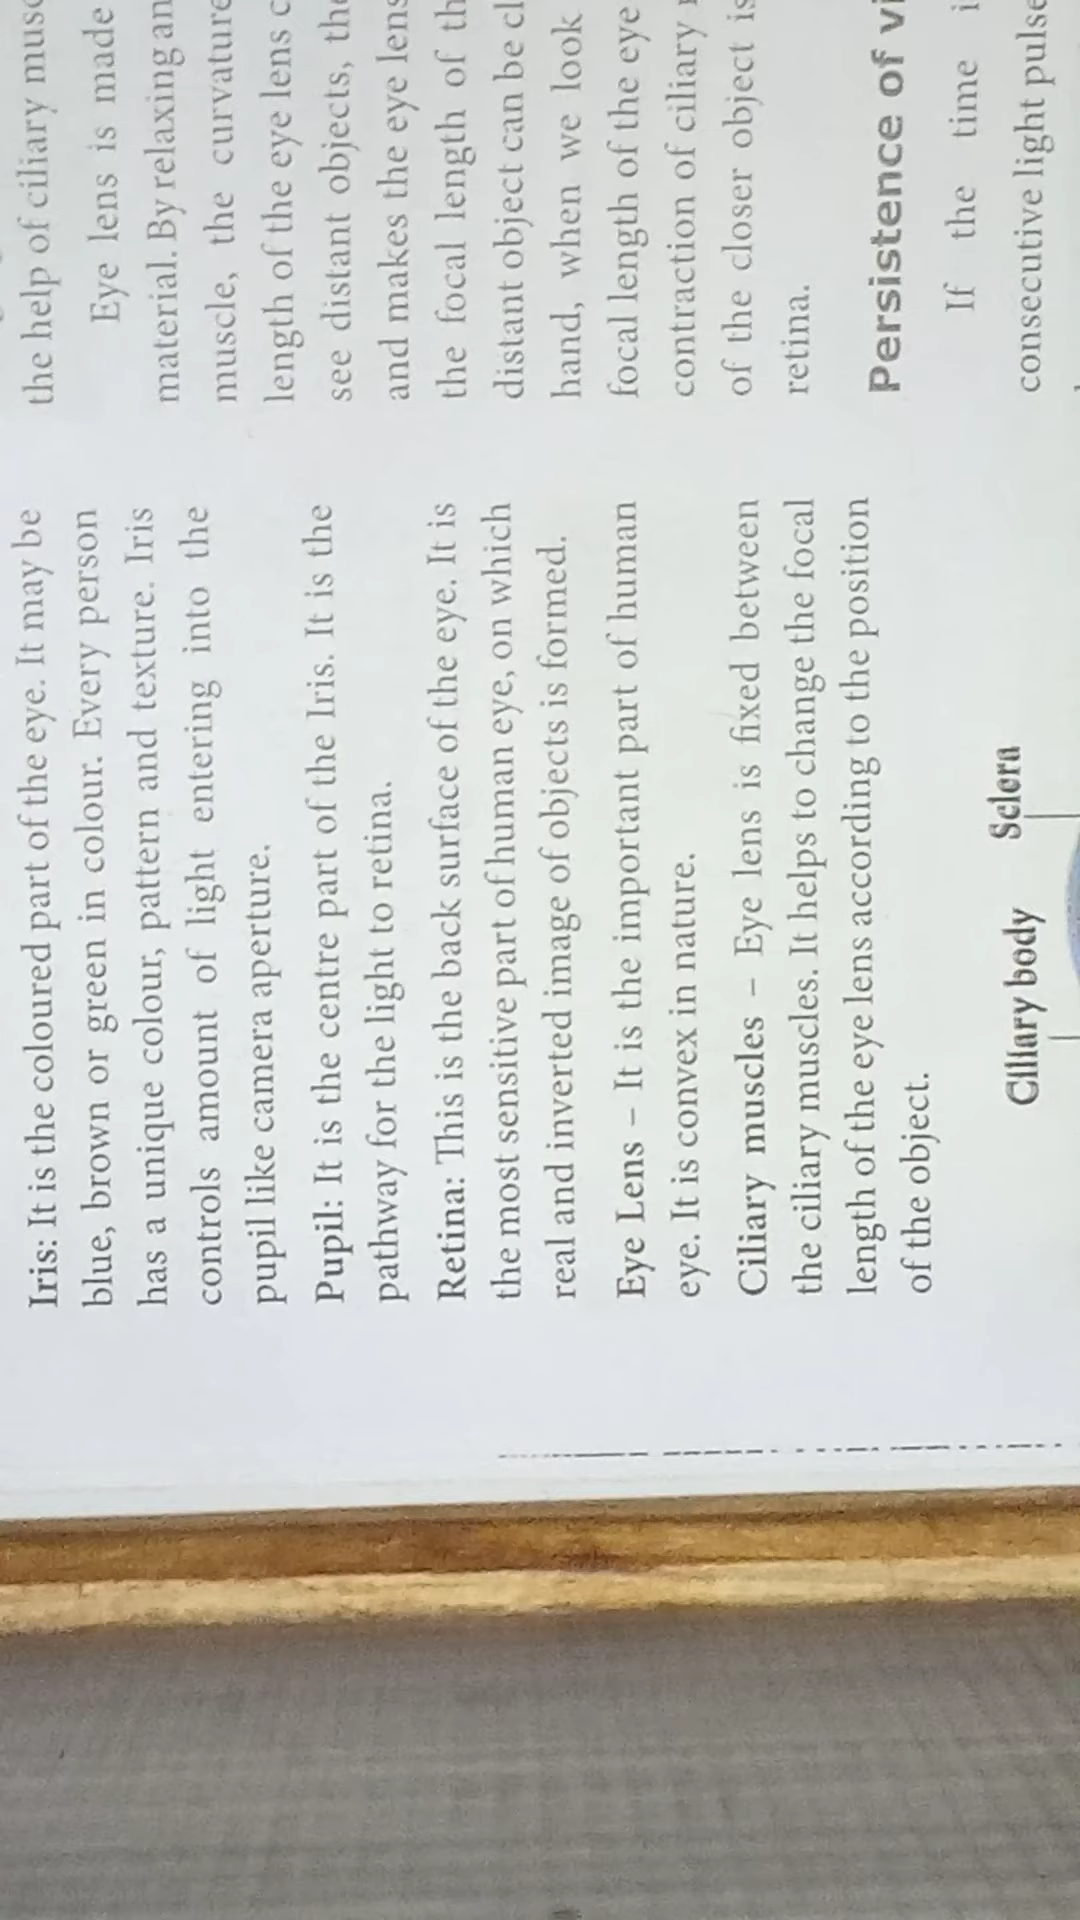 Iris: It is the coloured part of the eye. It may be
blue, brown or green in colour. Every person
has a unique colour, pattern and texture. Iris
controls amount of light entering into the
pupil like camera aperture.
Pupil: It is the centre part of the Iris. It is the
pathway for the light to retina.
Retina: This is the back surface of the eye. It is
the most sensitive part of human eye, on which
real and inverted image of objects is formed.
Eye Lens – It is the important part of human
eye. It is convex in nature.
Ciliary muscles – Eye lens is fixed between
the ciliary muscles. It helps to change the focal
length of the eye lens according to the position
of the object.
Ciliary body Sclera
the help of ciliary
Eye lens is made
material. By relaxing
muscle, the curvature
length of the eye lens
see distant objects,
and makes the eye lens
the focal length of
distant object can be
hand, when we look
focal length of the eye
contraction of ciliary
of the closer object is
retina.
Persistence of
If the time
consecutive light